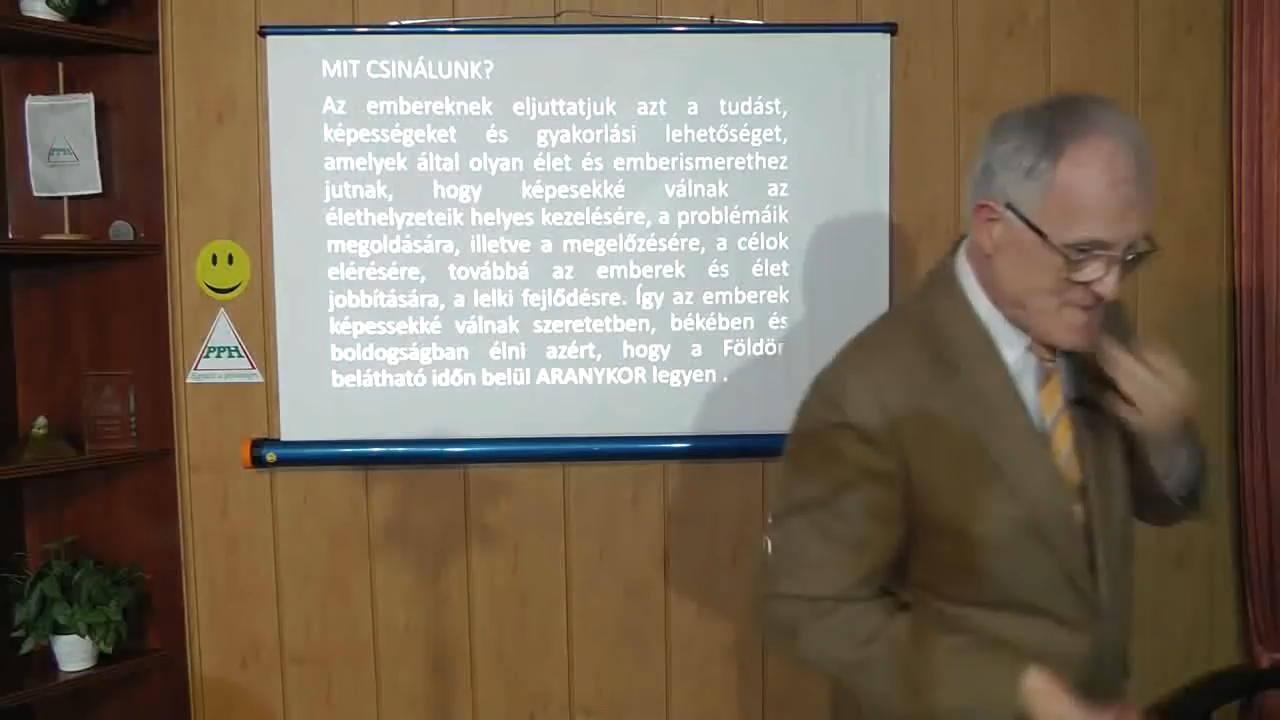 MIT CSINÁLUNK?
Az embereknek eljuttatjuk azt a tudást,
képességeket és gyakorlási lehetőséget,
amelyek által olyan élet és emberismerethez
jutnak, hogy képesekké válnak az
élethelyzeteik helyes kezelésére, a problémáik
megoldására, illetve a megelőzésére, a célok
elérésére, továbbá az emberek és élet
jobbítására, a lelki fejlődésre. Így az emberek
képessekké válnak szeretetben, békében és
boldogságban élni azért, hogy a Földön
belátható időn belül ARANYKOR legyen .
PPH